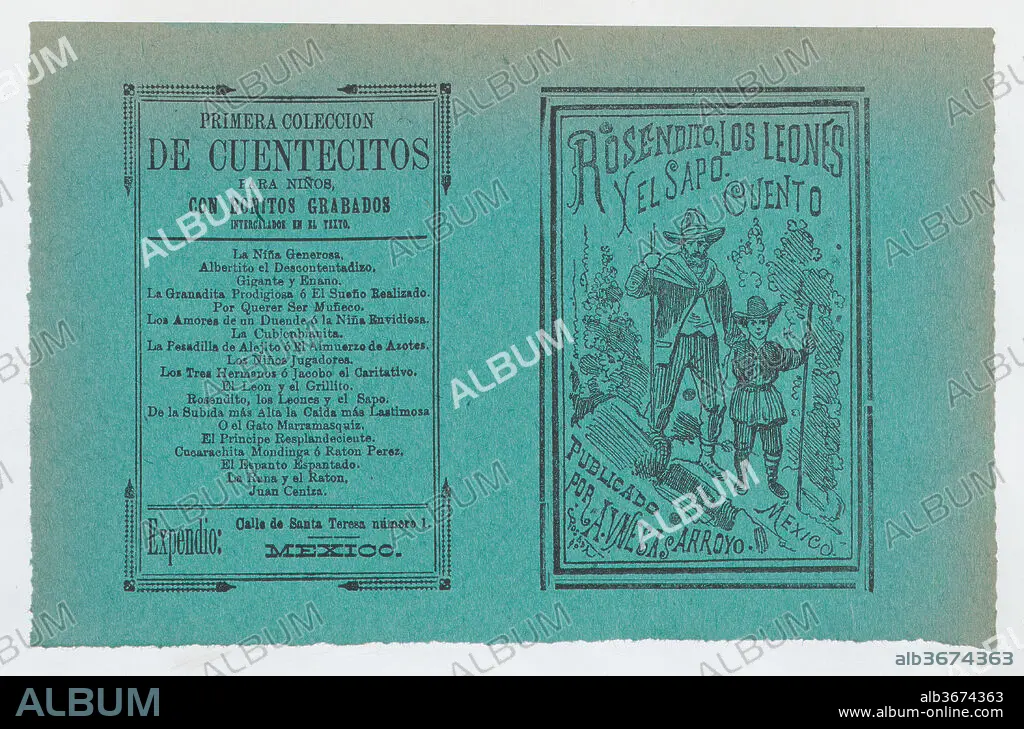 PRIMERA COLECCION
DE CUENTECITOS
PARA NIÑOS,
CON BONITOS GRABADOS
INTERCALADOS EN EL TEXTO.
La Niña Generosa.
Albertito el Descontentadizo.
Gigante y Enano.
La Granadita Prodigiosa ó El Sueño Realizado.
Por Querer Ser Muñeco.
Los Amores de un Duende ó la Niña Envidiosa.
La
La Pesadilla de Alejito ó El Almuerzo de Azotes.
Los Niños Jugadores.
Los Tres Hermanos ó Jacobo el Caritativo.
El Leon y el Grillito.
Rosendito, los Leones y el Sapo.
De la Subida más Alta la Caida más Lastimosa
O el Gato Marramasquiz.
El Principe Resplandeciente.
Cucarachita Mondinga ó Raton Perez.
El Espanto Espantado.
La Rana y el Raton,
Juan Ceniza.
Expendio:
Calle de Santa Teresa número 1.
MEXICO.
ROSENDITO, LOS LEONES
Y EL SAPO.
CUENTO
PUBLICADO
POR A. VANEGAS ARROYO.
MEXICO.
ALBUM
alb3674363
ALBUM
alb3674363
www.album-online.com